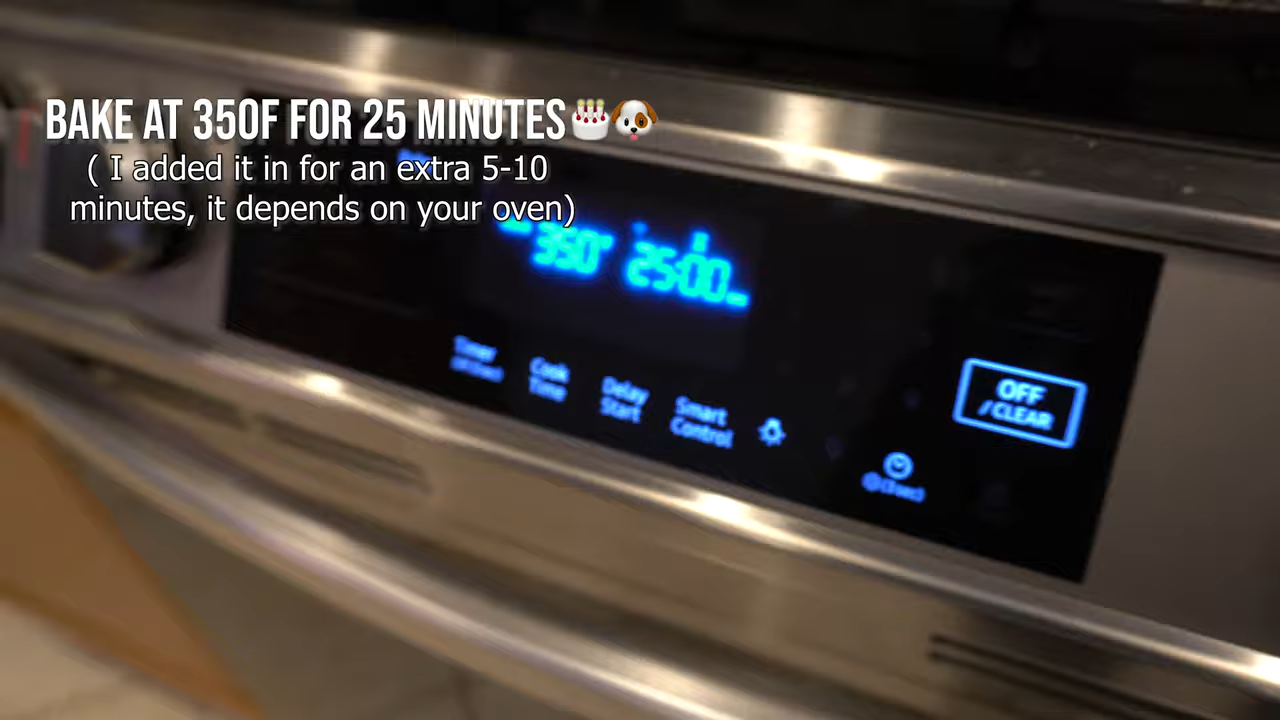 BAKE AT 350F FOR 25 MINUTES🎂🐶
( I added it in for an extra 5-10
minutes, it depends on your oven)
350° 25:00
Timer
Cook
Time
Delay
Start
Smart
Control
OFF
/CLEAR
(3sec)